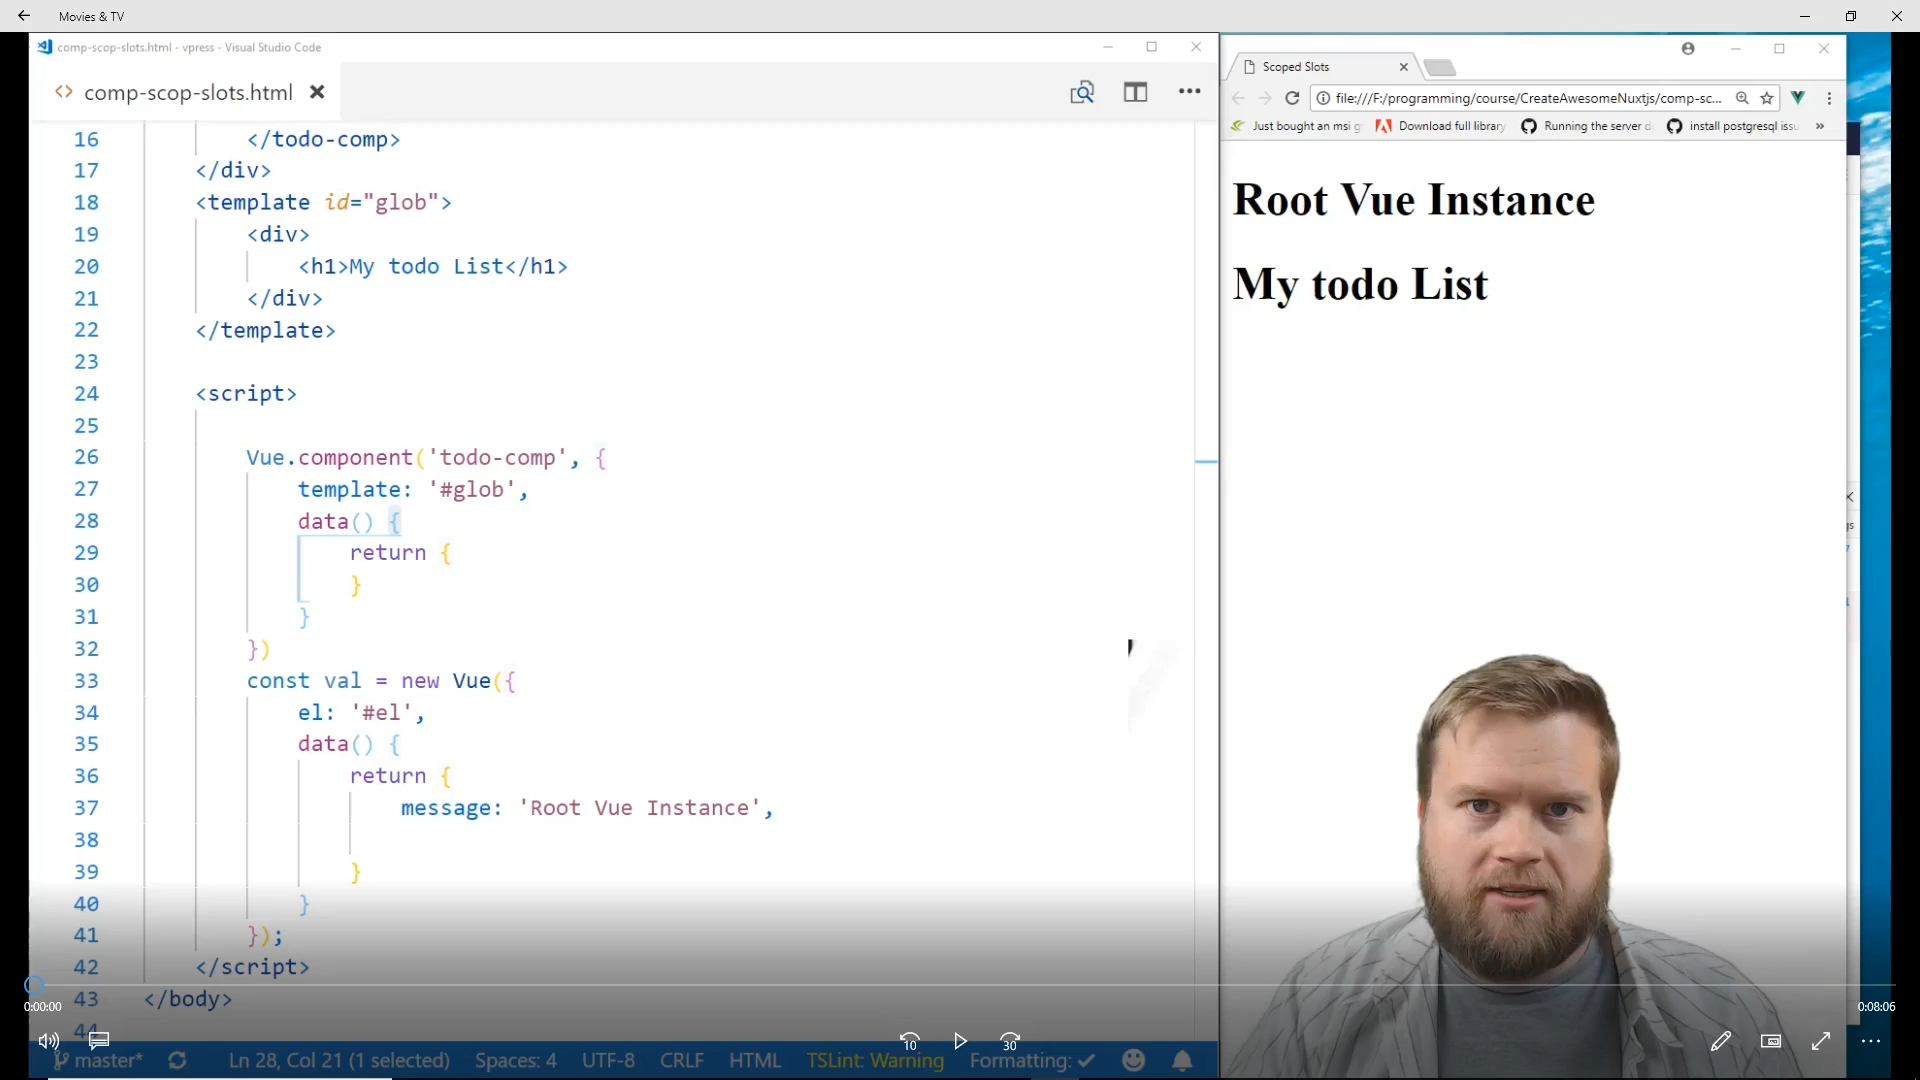 Movies & TV
comp-scop-slots.html - vpress - Visual Studio Code
comp-scop-slots.html
16 </todo-comp>
17 </div>
18 <template id="glob">
19 <div>
20 <h1>My todo List</h1>
21 </div>
22 </template>
23
24 <script>
25
26 Vue.component('todo-comp', {
27 template: '#glob',
28 data() {
29 return {
30 }
31 }
32 })
33 const val = new Vue({
34 el: '#el',
35 data() {
36 return {
37 message: 'Root Vue Instance',
38
39 }
40 }
41 });
42 </script>
43 </body>
44
master* Ln 28, Col 21 (1 selected) Spaces: 4 UTF-8 CRLF HTML TSLint: Warning Formatting: ✓
Scoped Slots
file:///F:/programming/course/CreateAwesomeNuxtjs/comp-sc...
Just bought an msi Download full library Running the server install postgresql »
Root Vue Instance
My todo List
0:00:00
0:08:06
10
30